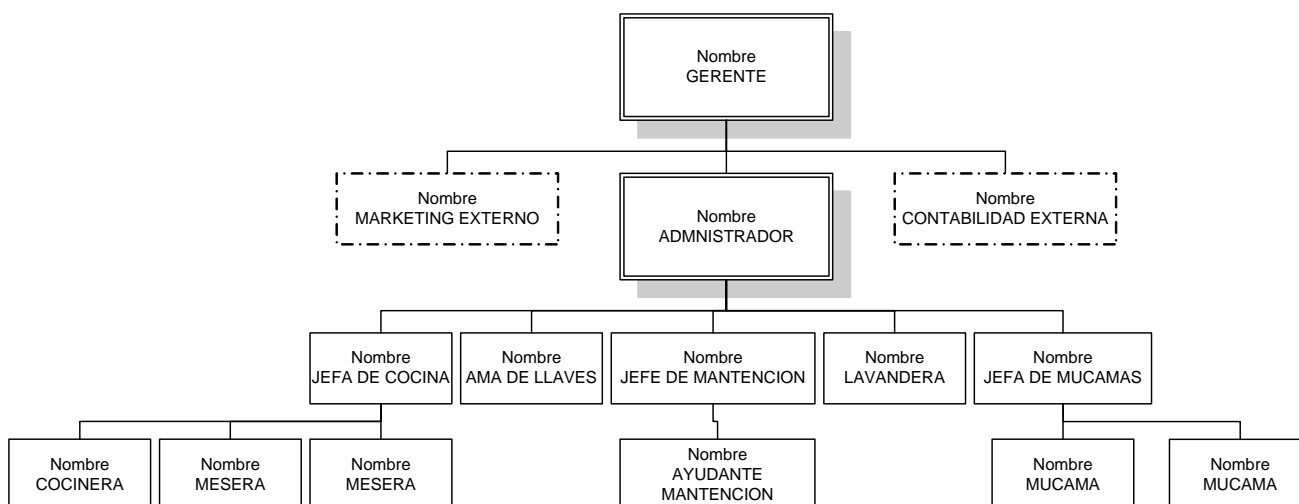 Nombre
GERENTE
Nombre
MARKETING EXTERNO
Nombre
ADMNISTRADOR
Nombre
CONTABILIDAD EXTERNA
Nombre
JEFA DE COCINA
Nombre
AMA DE LLAVES
Nombre
JEFE DE MANTENCION
Nombre
LAVANDERA
Nombre
JEFA DE MUCAMAS
Nombre
COCINERA
Nombre
MESERA
Nombre
MESERA
Nombre
AYUDANTE
MANTENCION
Nombre
MUCAMA
Nombre
MUCAMA